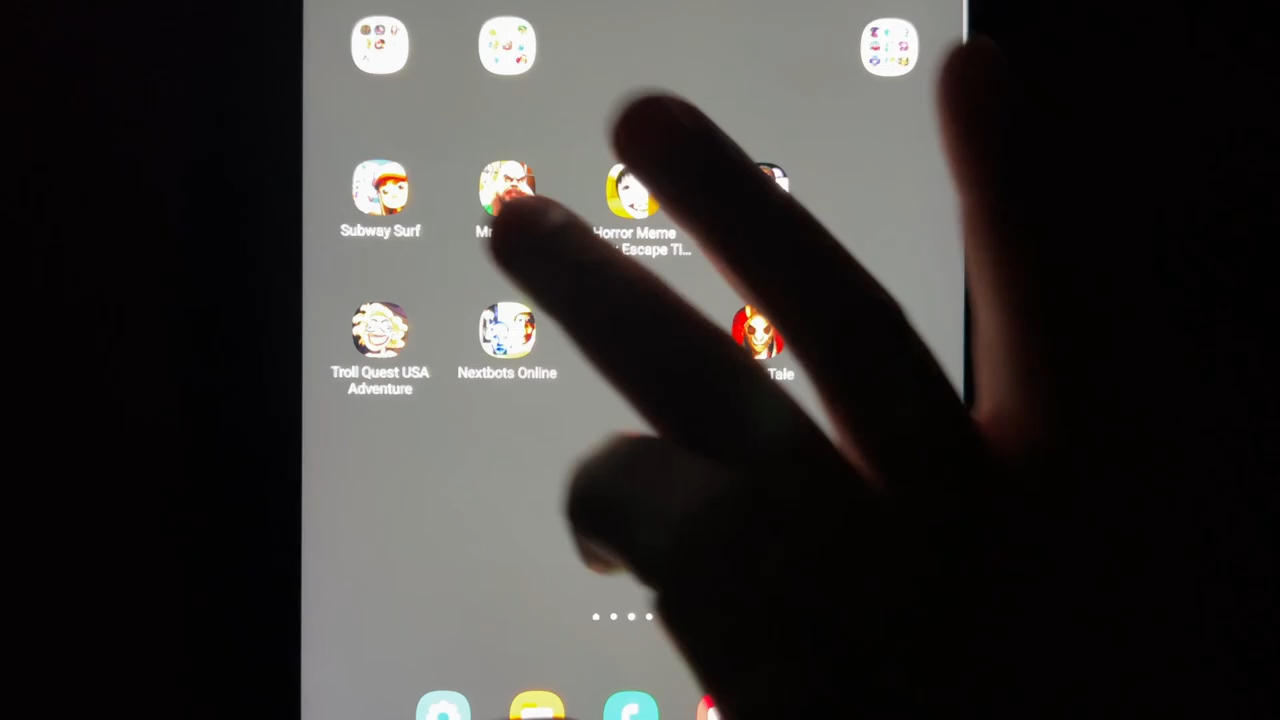 Subway Surf
Horror Meme
Escape Ti...
Troll Quest USA
Adventure
Nextbots Online
Tale